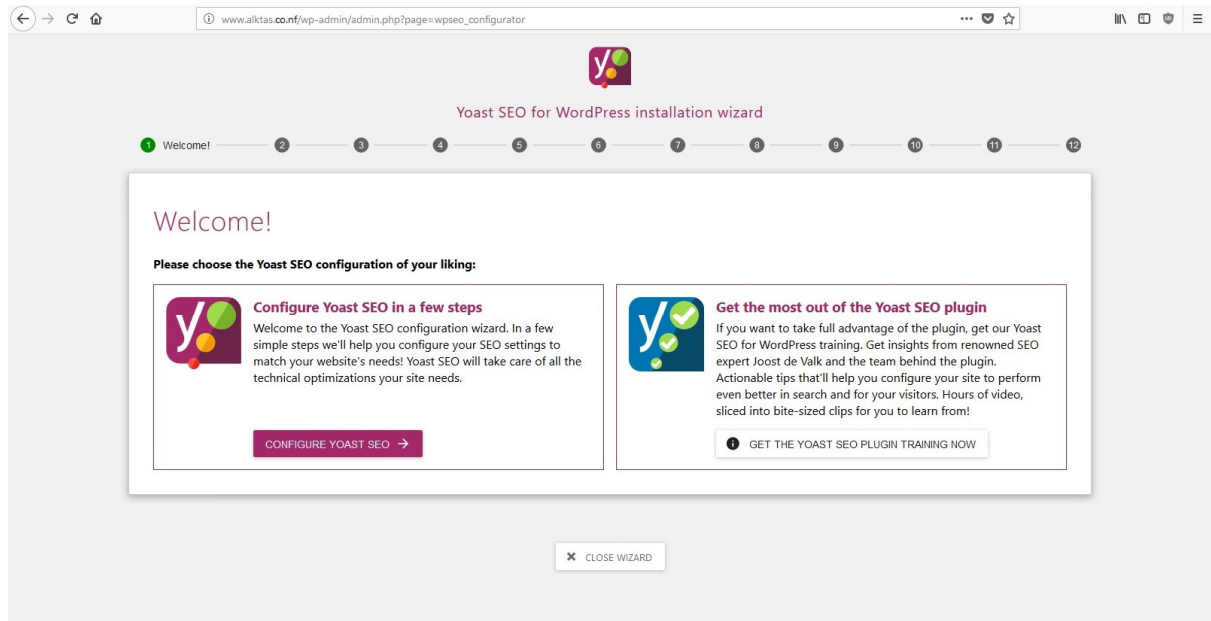 www.alktas.co.nf/wp-admin/admin.php?page=wpseo_configurator
Yoast SEO for WordPress installation wizard
1 Welcome! 2 3 4 5 6 7 8 9 10 11 12
Welcome!
Please choose the Yoast SEO configuration of your liking:
Configure Yoast SEO in a few steps
Welcome to the Yoast SEO configuration wizard. In a few
simple steps we'll help you configure your SEO settings to
match your website's needs! Yoast SEO will take care of all the
technical optimizations your site needs.
CONFIGURE YOAST SEO
Get the most out of the Yoast SEO plugin
If you want to take full advantage of the plugin, get our Yoast
SEO for WordPress training. Get insights from renowned SEO
expert Joost de Valk and the team behind the plugin.
Actionable tips that'll help you configure your site to perform
even better in search and for your visitors. Hours of video,
sliced into bite-sized clips for you to learn from!
GET THE YOAST SEO PLUGIN TRAINING NOW
CLOSE WIZARD